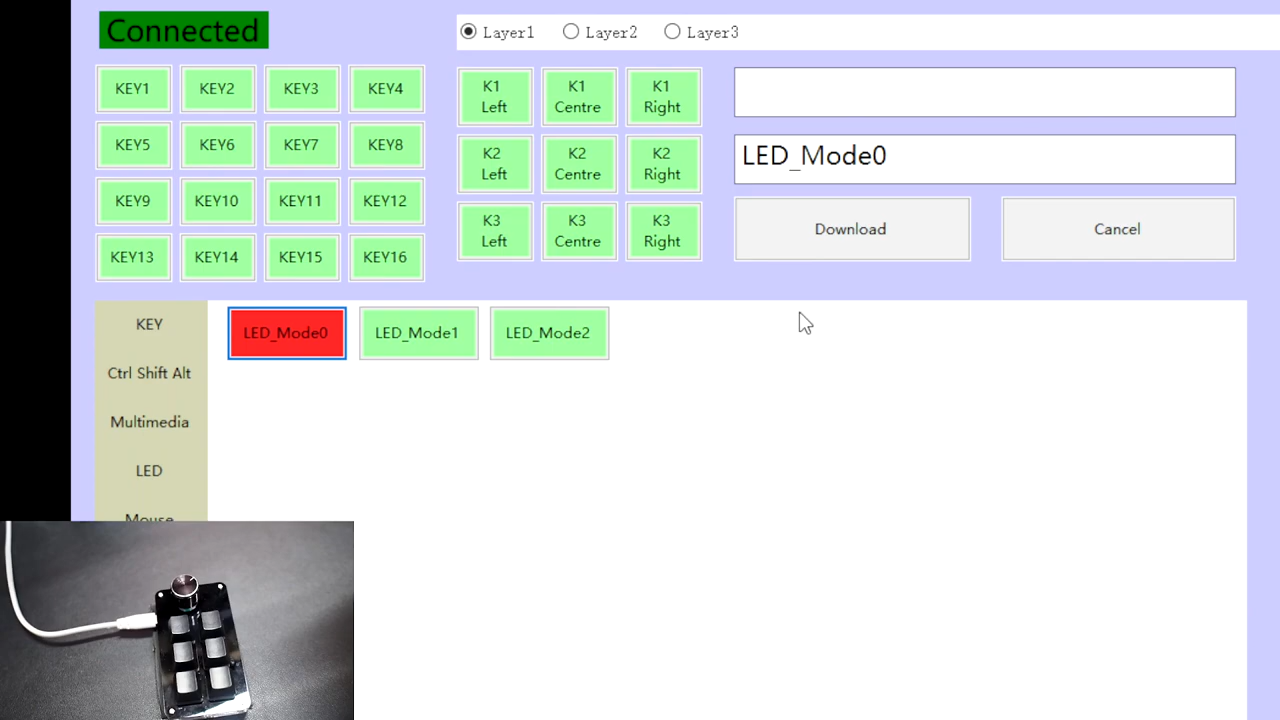 Connected
Layer1 Layer2 Layer3
KEY1 KEY2 KEY3 KEY4
KEY5 KEY6 KEY7 KEY8
KEY9 KEY10 KEY11 KEY12
KEY13 KEY14 KEY15 KEY16
K1 Left
K1 Centre
K1 Right
K2 Left
K2 Centre
K2 Right
K3 Left
K3 Centre
K3 Right
LED_Mode0
Download
Cancel
KEY
Ctrl Shift Alt
Multimedia
LED
Mouse
LED_Mode0 LED_Mode1 LED_Mode2